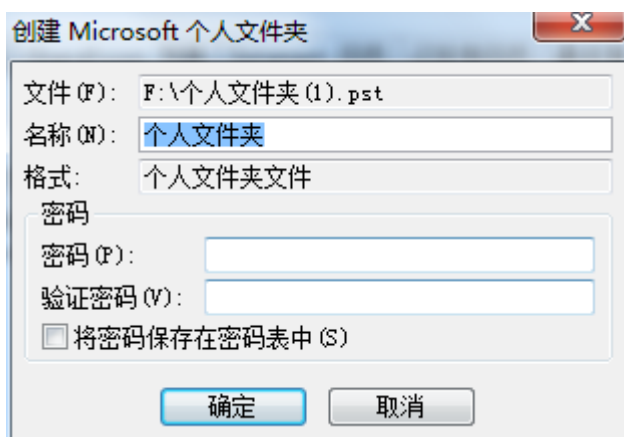 创建 Microsoft 个人文件夹
文件(F): F:\个人文件夹(1).pst
名称(N): 个人文件夹
格式: 个人文件夹文件
密码
密码(P):
验证密码(V):
将密码保存在密码表中(S)
确定 取消